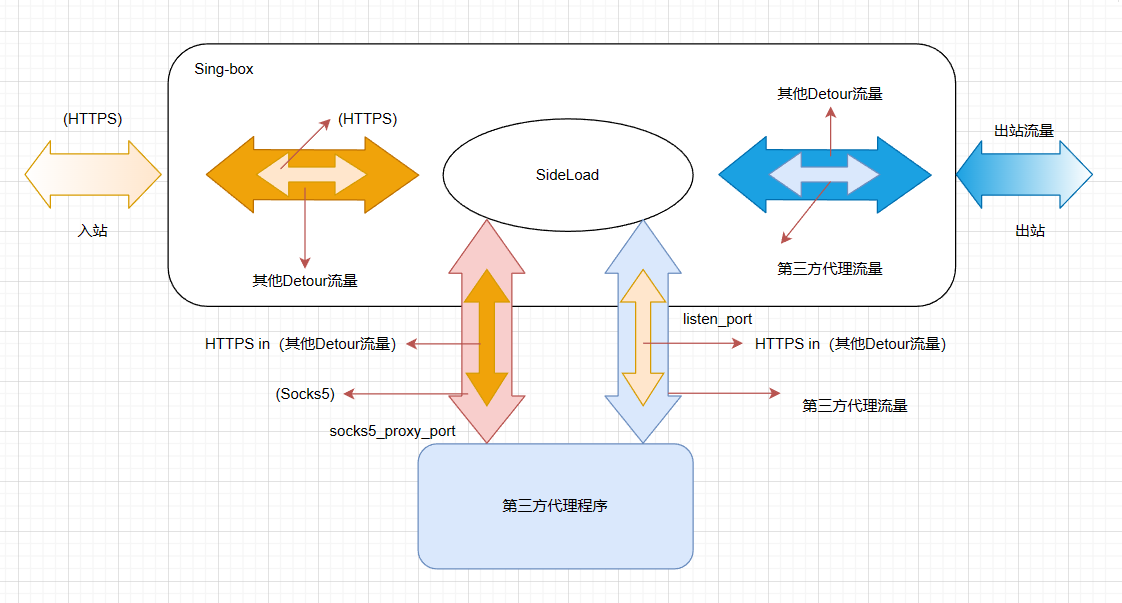 Sing-box
其他Detour流量
(HTTPS)
(HTTPS)
出站流量
SideLoad
入站
出站
其他Detour流量
第三方代理流量
listen_port
HTTPS in（其他Detour流量）
HTTPS in（其他Detour流量）
(Socks5)
第三方代理流量
socks5_proxy_port
第三方代理程序